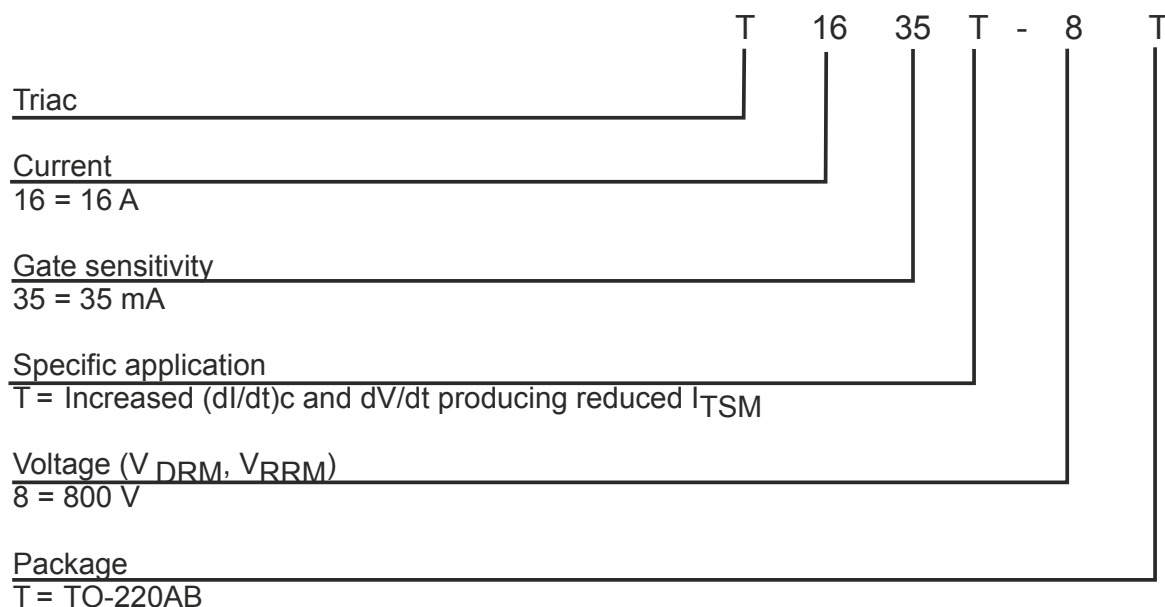 T 16 35 T - 8 T
Triac
Current
16 = 16 A
Gate sensitivity
35 = 35 mA
Specific application
T = Increased (dI/dt)c and dV/dt producing reduced ITSM
Voltage (V DRM, VRRM)
8 = 800 V
Package
T = TO-220AB